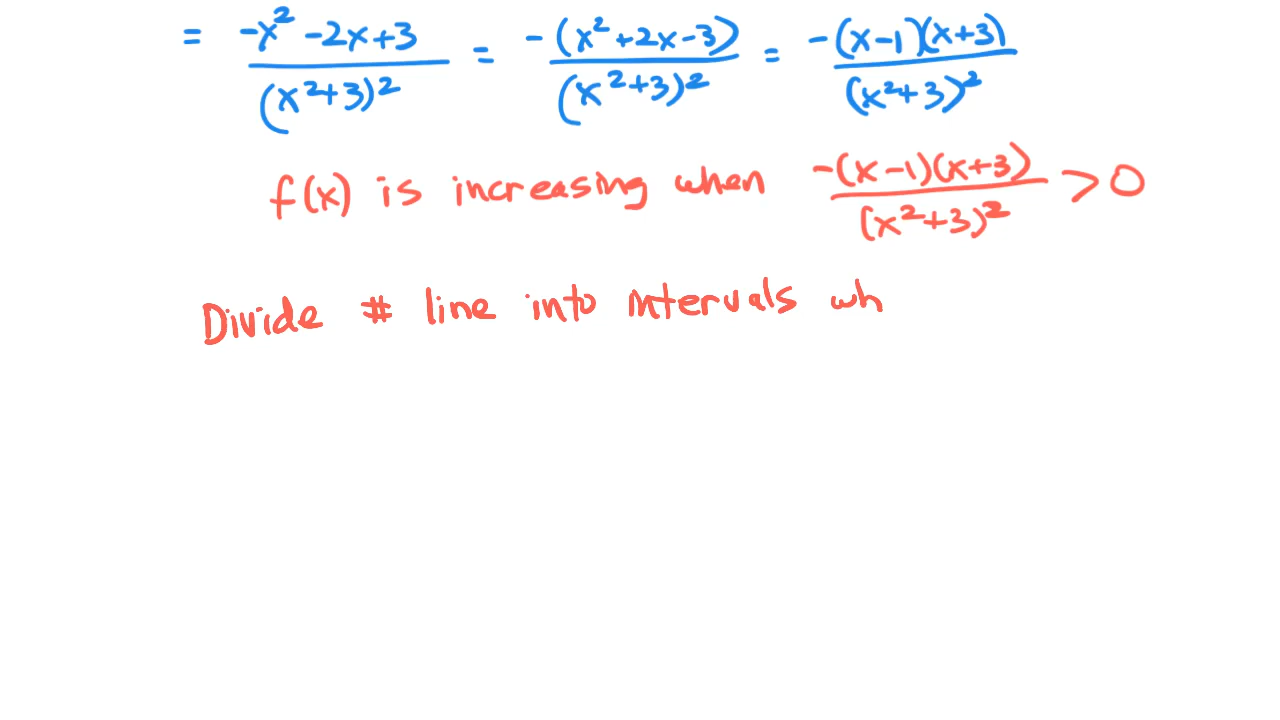 = -x² -2x+3 / (x²+3)² = -(x²+2x-3) / (x²+3)² = -(x-1)(x+3) / (x²+3)²
f(x) is increasing when -(x-1)(x+3) / (x²+3)² > 0
Divide # line into intervals wh